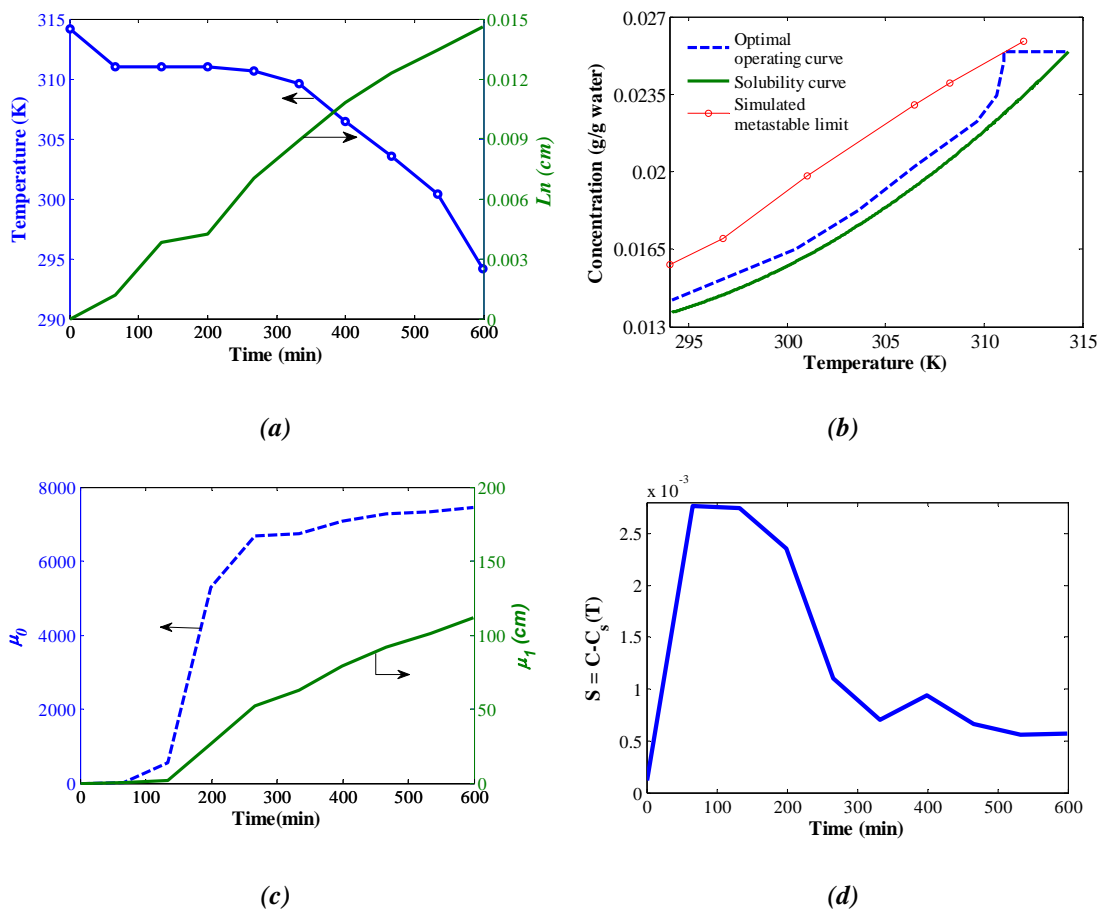 315
310
305
300
295
290
Temperature (K)
0.015
0.012
0.009
0.006
0.003
0
Ln (cm)
0 100 200 300 400 500 600
Time (min)
(a)
0.027
0.0235
0.02
0.0165
0.013
Concentration (g/g water)
Optimal
operating curve
Solubility curve
Simulated
metastable limit
295 300 305 310 315
Temperature (K)
(b)
8000
6000
4000
2000
0
μ0
200
150
100
50
0
μ1 (cm)
0 100 200 300 400 500 600
Time(min)
(c)
x 10-3
2.5
2
1.5
1
0.5
0
S = C-Cs(T)
0 100 200 300 400 500 600
Time (min)
(d)